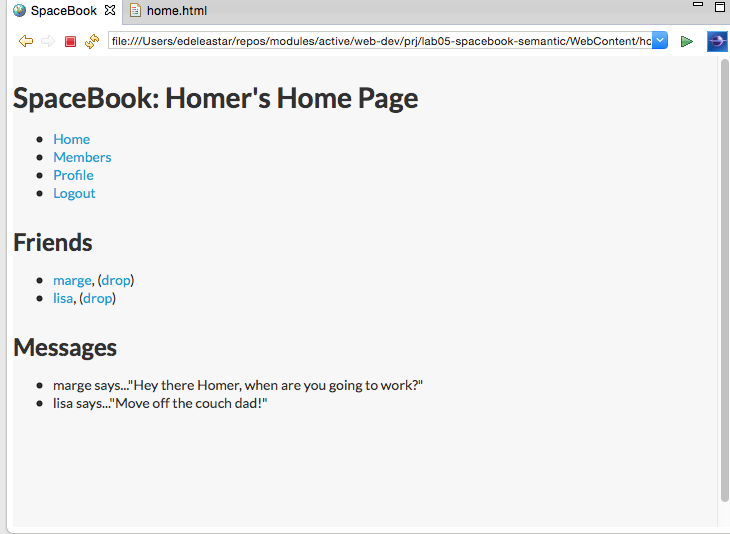 SpaceBook home.html
file:///Users/edeleastar/repos/modules/active/web-dev/prj/lab05-spacebook-semantic/WebContent/hc
SpaceBook: Homer's Home Page
Home
Members
Profile
Logout
Friends
marge, (drop)
lisa, (drop)
Messages
marge says..."Hey there Homer, when are you going to work?"
lisa says..."Move off the couch dad!"